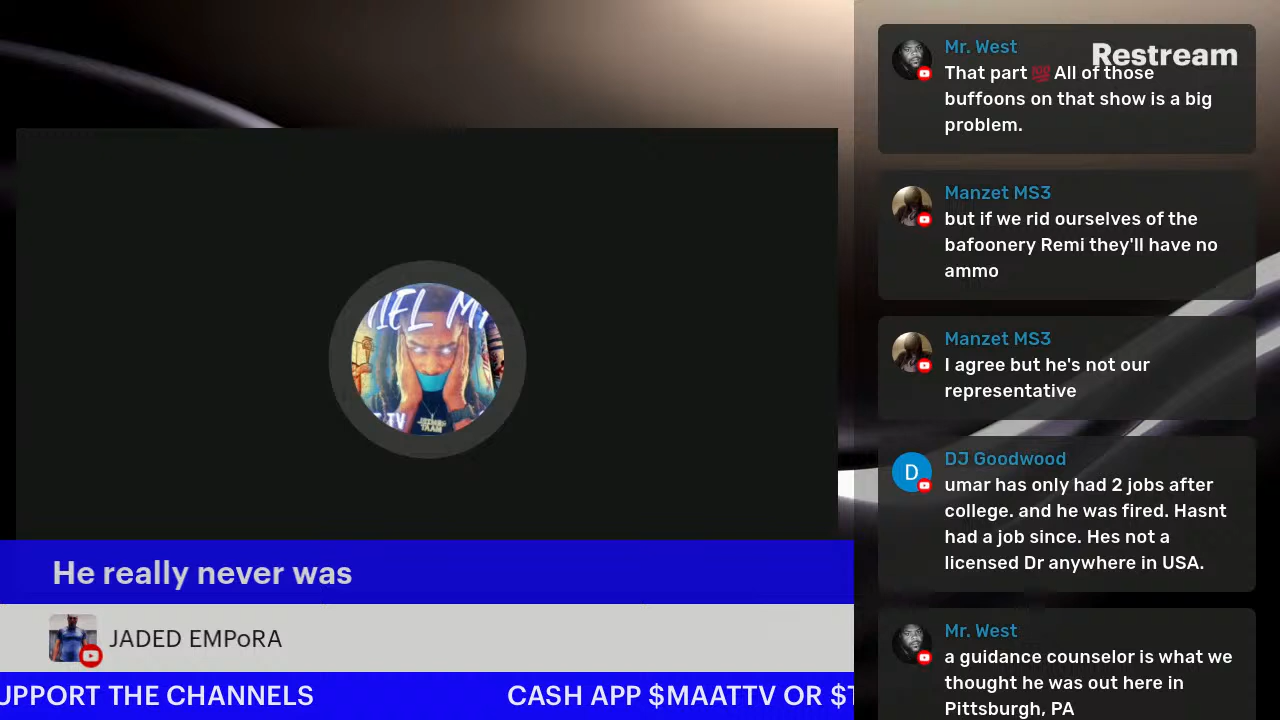 Restream
Mr. West
That part 💯 All of those
buffoons on that show is a big
problem.
Manzet MS3
but if we rid ourselves of the
bafoonery Remi they'll have no
ammo
Manzet MS3
I agree but he's not our
representative
D
DJ Goodwood
umar has only had 2 jobs after
college. and he was fired. Hasnt
had a job since. Hes not a
licensed Dr anywhere in USA.
Mr. West
a guidance counselor is what we
thought he was out here in
Pittsburgh, PA
He really never was
JADED EMPoRA
UPPORT THE CHANNELS CASH APP $MAATTV OR $T